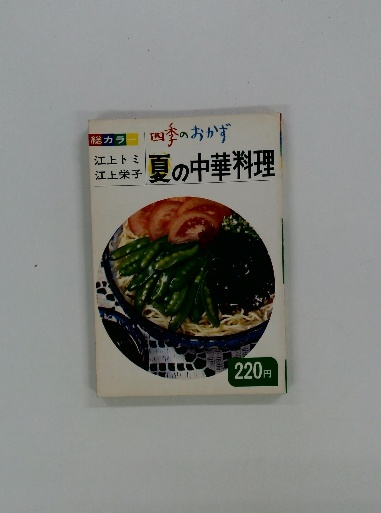 総カラー
四季のおかず
江上トミ
江上栄子
夏の中華料理
220円